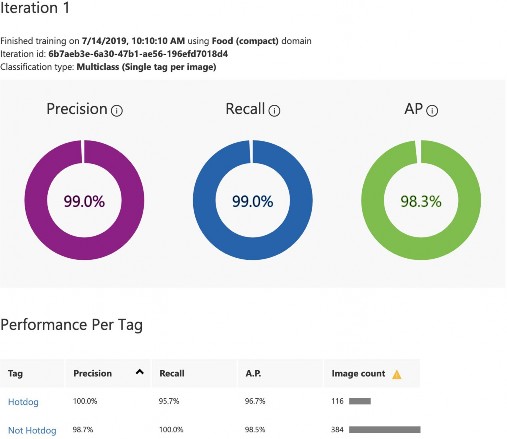 Iteration 1
Finished training on 7/14/2019, 10:10:10 AM using Food (compact) domain
Iteration id: 6b7aeb3e-6a30-47b1-ae56-196efd7018d4
Classification type: Multiclass (Single tag per image)
Precision Recall AP
99.0% 99.0% 98.3%
Performance Per Tag
Tag Precision Recall A.P. Image count
Hotdog 100.0% 95.7% 96.7% 116
Not Hotdog 98.7% 100.0% 98.5% 384